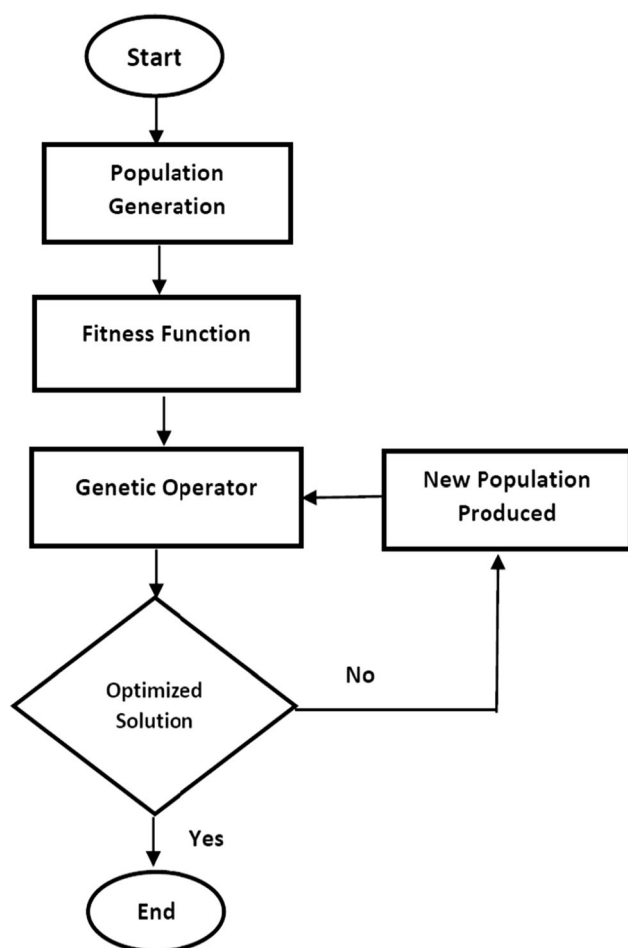 Start
Population
Generation
Fitness Function
Genetic Operator
New Population
Produced
Optimized
Solution
No
Yes
End